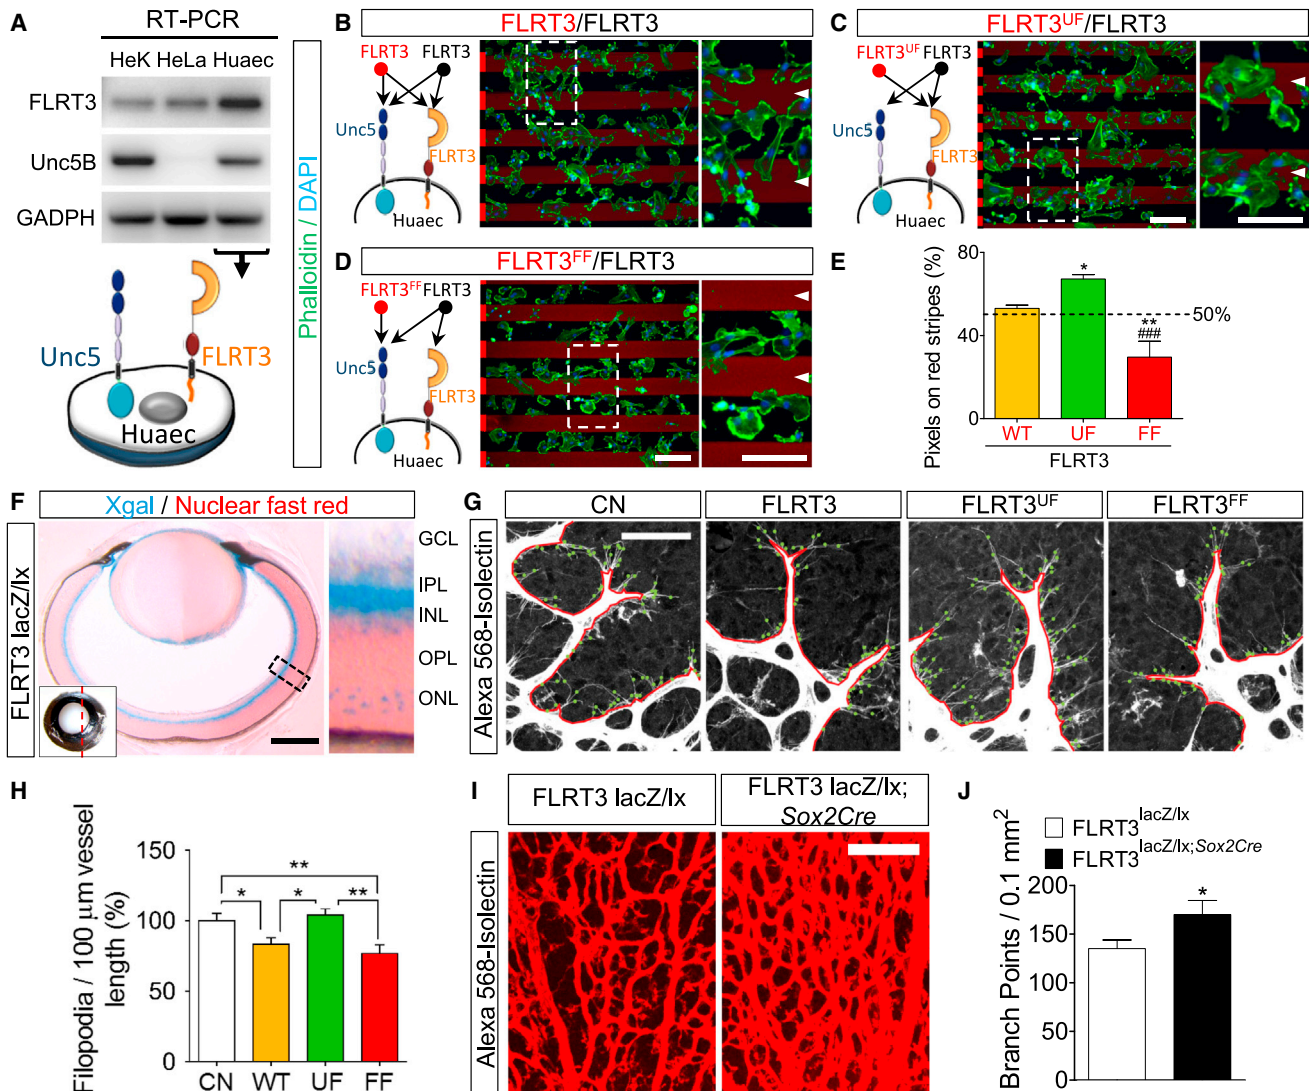 A
RT-PCR
HeK HeLa Huaec
FLRT3
Unc5B
GADPH
Unc5
FLRT3
Huaec
Phalloidin / DAPI
B
FLRT3/FLRT3
FLRT3 FLRT3
Unc5
FLRT3
Huaec
C
FLRT3UF/FLRT3
FLRT3UF FLRT3
Unc5
FLRT3
Huaec
D
FLRT3FF/FLRT3
FLRT3FF FLRT3
Unc5
FLRT3
Huaec
E
Pixels on red stripes (%)
80
40
0
*
**
###
50%
WT UF FF
FLRT3
F
Xgal / Nuclear fast red
FLRT3 lacZ/lx
GCL
IPL
INL
OPL
ONL
G
CN FLRT3 FLRT3UF FLRT3FF
Alexa 568-Isolectin
H
Filopodia / 100 µm vessel
length (%)
150
100
50
0
**
* * **
CN WT UF FF
I
FLRT3 lacZ/lx
FLRT3 lacZ/lx;
Sox2Cre
Alexa 568-Isolectin
J
FLRT3lacZ/lx
FLRT3lacZ/lx;Sox2Cre
Branch Points / 0.1 mm2
200
150
100
50
0
*